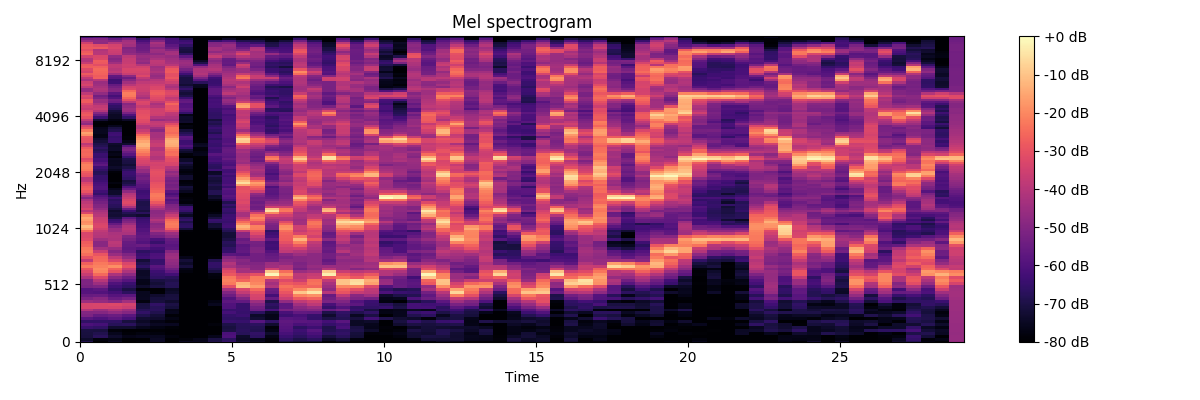 Mel spectrogram
8192
4096
2048
1024
512
0
Hz
0 5 10 15 20 25
Time
+0 dB
-10 dB
-20 dB
-30 dB
-40 dB
-50 dB
-60 dB
-70 dB
-80 dB